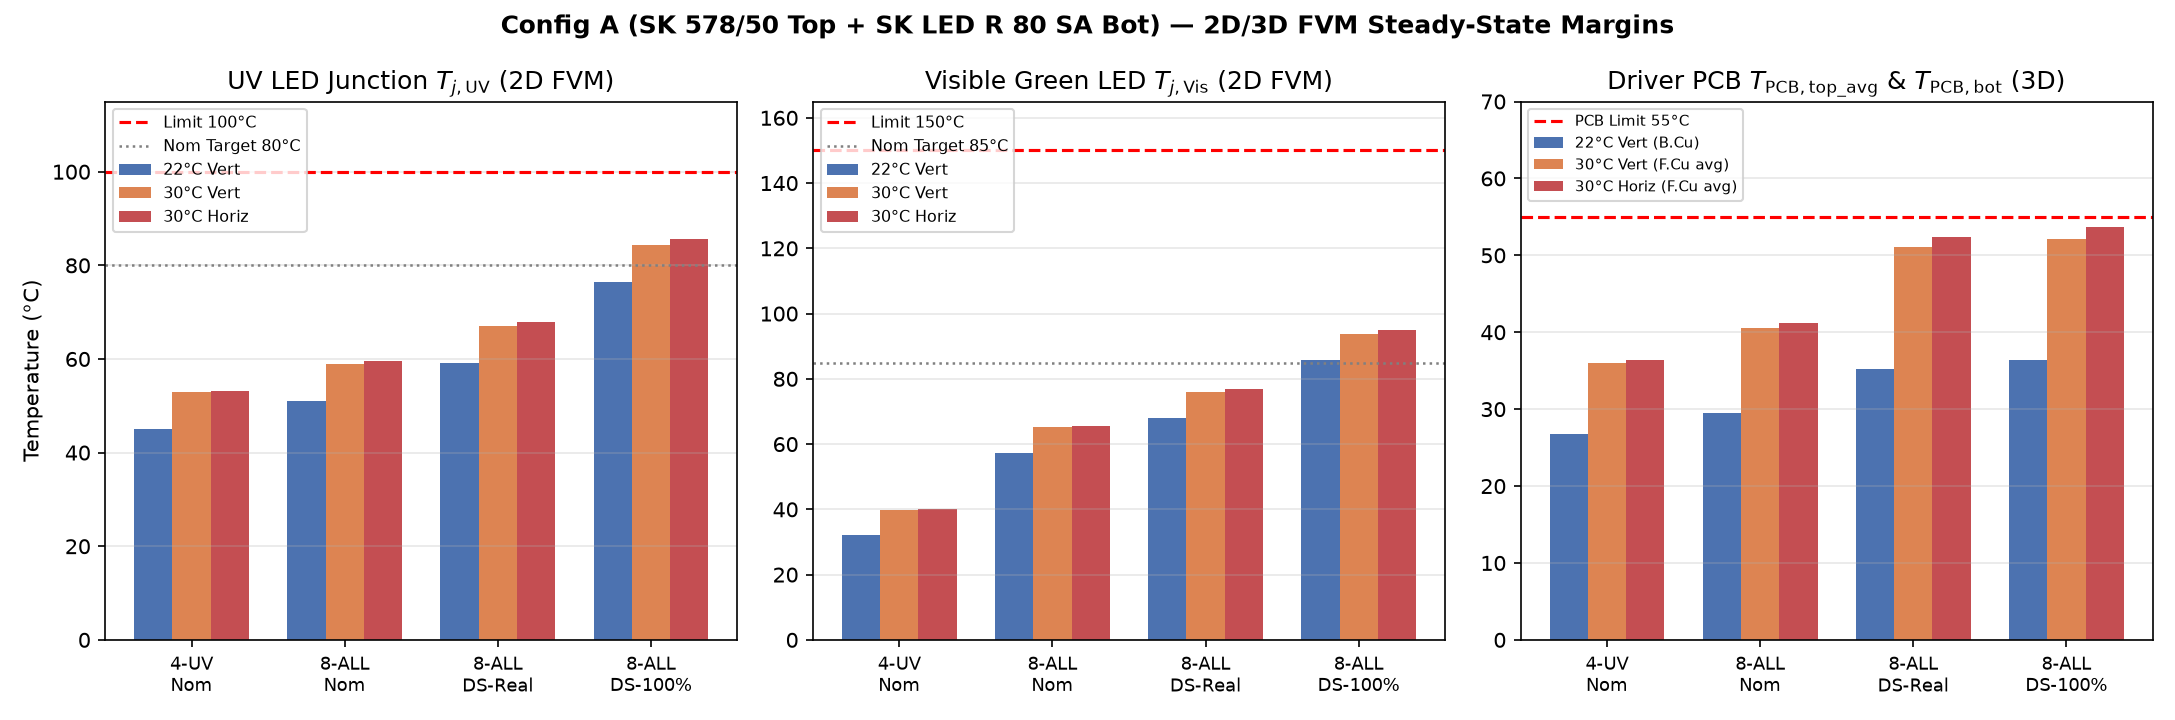 Config A (SK 578/50 Top + SK LED R 80 SA Bot) — 2D/3D FVM Steady-State Margins
UV LED Junction Tj, UV (2D FVM)
Temperature (°C)
100
80
60
40
20
0
Limit 100°C
Nom Target 80°C
22°C Vert
30°C Vert
30°C Horiz
4-UV
Nom
8-ALL
Nom
8-ALL
DS-Real
8-ALL
DS-100%
Visible Green LED Tj, Vis (2D FVM)
160
140
120
100
80
60
40
20
0
Limit 150°C
Nom Target 85°C
22°C Vert
30°C Vert
30°C Horiz
4-UV
Nom
8-ALL
Nom
8-ALL
DS-Real
8-ALL
DS-100%
Driver PCB TPCB, top_avg & TPCB, bot (3D)
70
60
50
40
30
20
10
0
PCB Limit 55°C
22°C Vert (B.Cu)
30°C Vert (F.Cu avg)
30°C Horiz (F.Cu avg)
4-UV
Nom
8-ALL
Nom
8-ALL
DS-Real
8-ALL
DS-100%